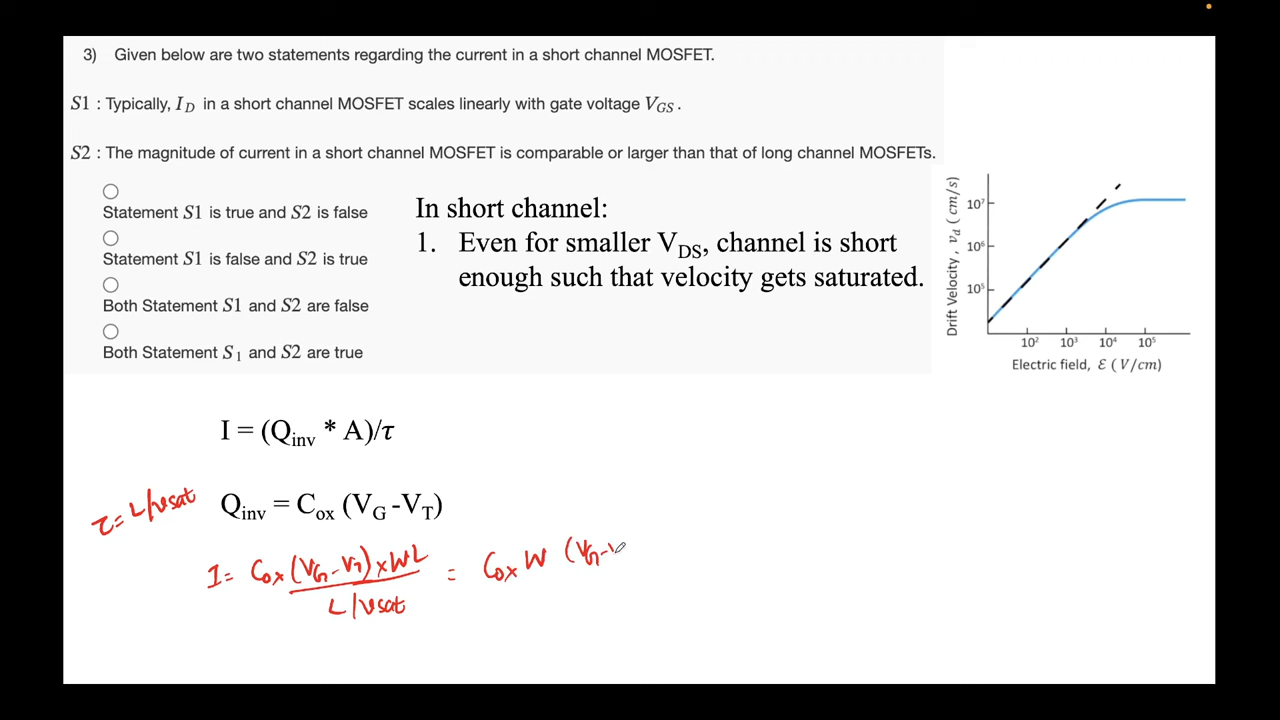 3) Given below are two statements regarding the current in a short channel MOSFET.
S1 : Typically, I_D in a short channel MOSFET scales linearly with gate voltage V_GS .
S2 : The magnitude of current in a short channel MOSFET is comparable or larger than that of long channel MOSFETs.
Statement S1 is true and S2 is false
Statement S1 is false and S2 is true
Both Statement S1 and S2 are false
Both Statement S_1 and S2 are true
In short channel:
1. Even for smaller V_DS, channel is short
enough such that velocity gets saturated.
Drift Velocity , v_d ( cm/s)
10^7
10^6
10^5
10^2 10^3 10^4 10^5
Electric field, ℰ ( V/cm)
I = (Q_inv * A)/τ
τ = L/vsat
Q_inv = C_ox (V_G -V_T)
I = Cox (V_G - V_T) x WL / L/vsat = Cox W (V_G - V